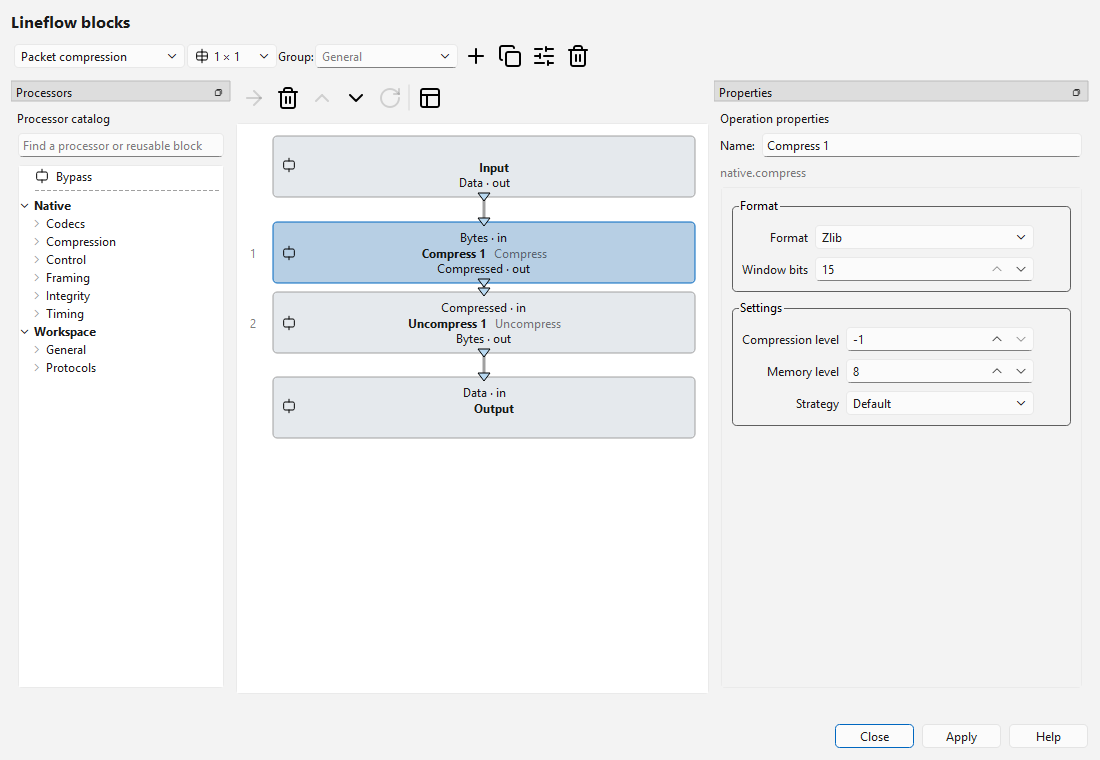 Lineflow blocks
Packet compression
1 × 1
Group:
General
Processors
Processor catalog
Find a processor or reusable block
Bypass
Native
Codecs
Compression
Control
Framing
Integrity
Timing
Workspace
General
Protocols
Input
Data · out
1
Bytes · in
Compress 1 Compress
Compressed · out
2
Compressed · in
Uncompress 1 Uncompress
Bytes · out
Data · in
Output
Properties
Operation properties
Name: Compress 1
native.compress
Format
Format Zlib
Window bits 15
Settings
Compression level -1
Memory level 8
Strategy Default
Close
Apply
Help